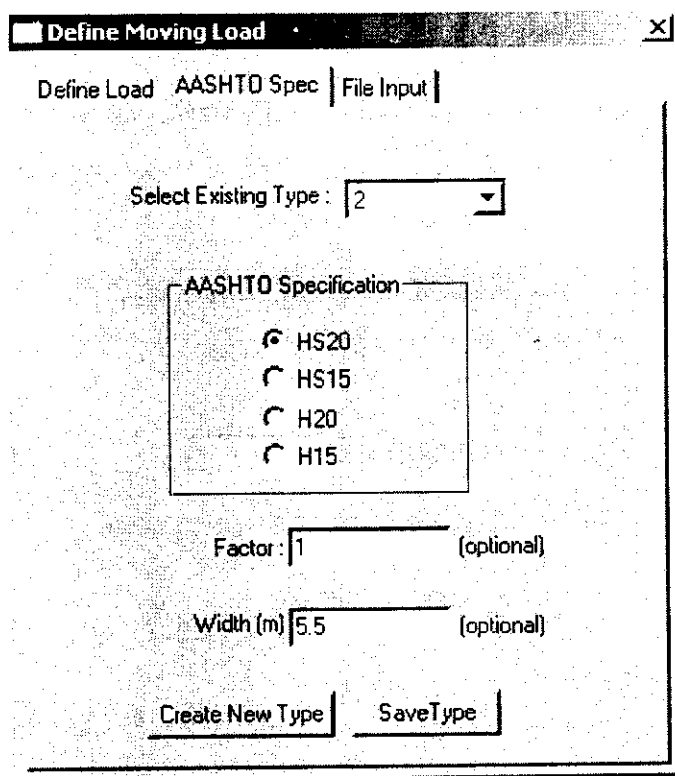 Define Moving Load
Define Load AASHTO Spec File Input
Select Existing Type : 2
AASHTO Specification
HS20
HS15
H20
H15
Factor : 1 (optional)
Width (m) 5.5 (optional)
Create New Type SaveType